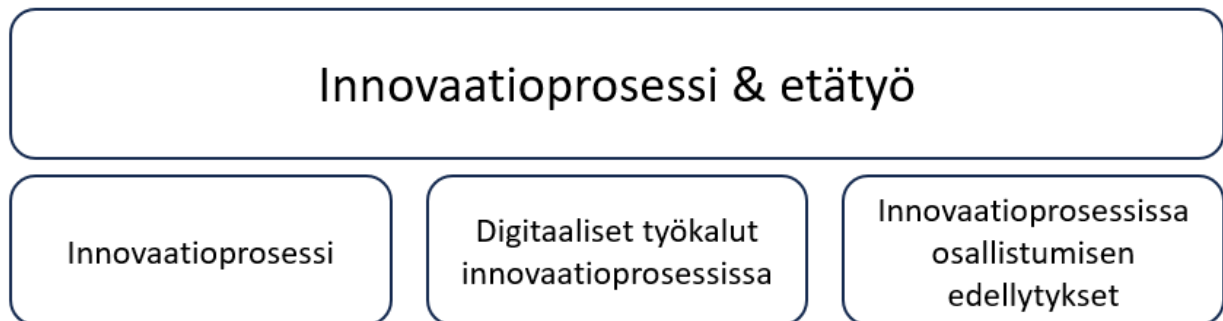 Innovaatioprosessi & etätyö
Innovaatioprosessi
Digitaaliset työkalut
innovaatioprosessissa
Innovaatioprosessissa
osallistumisen
edellytykset